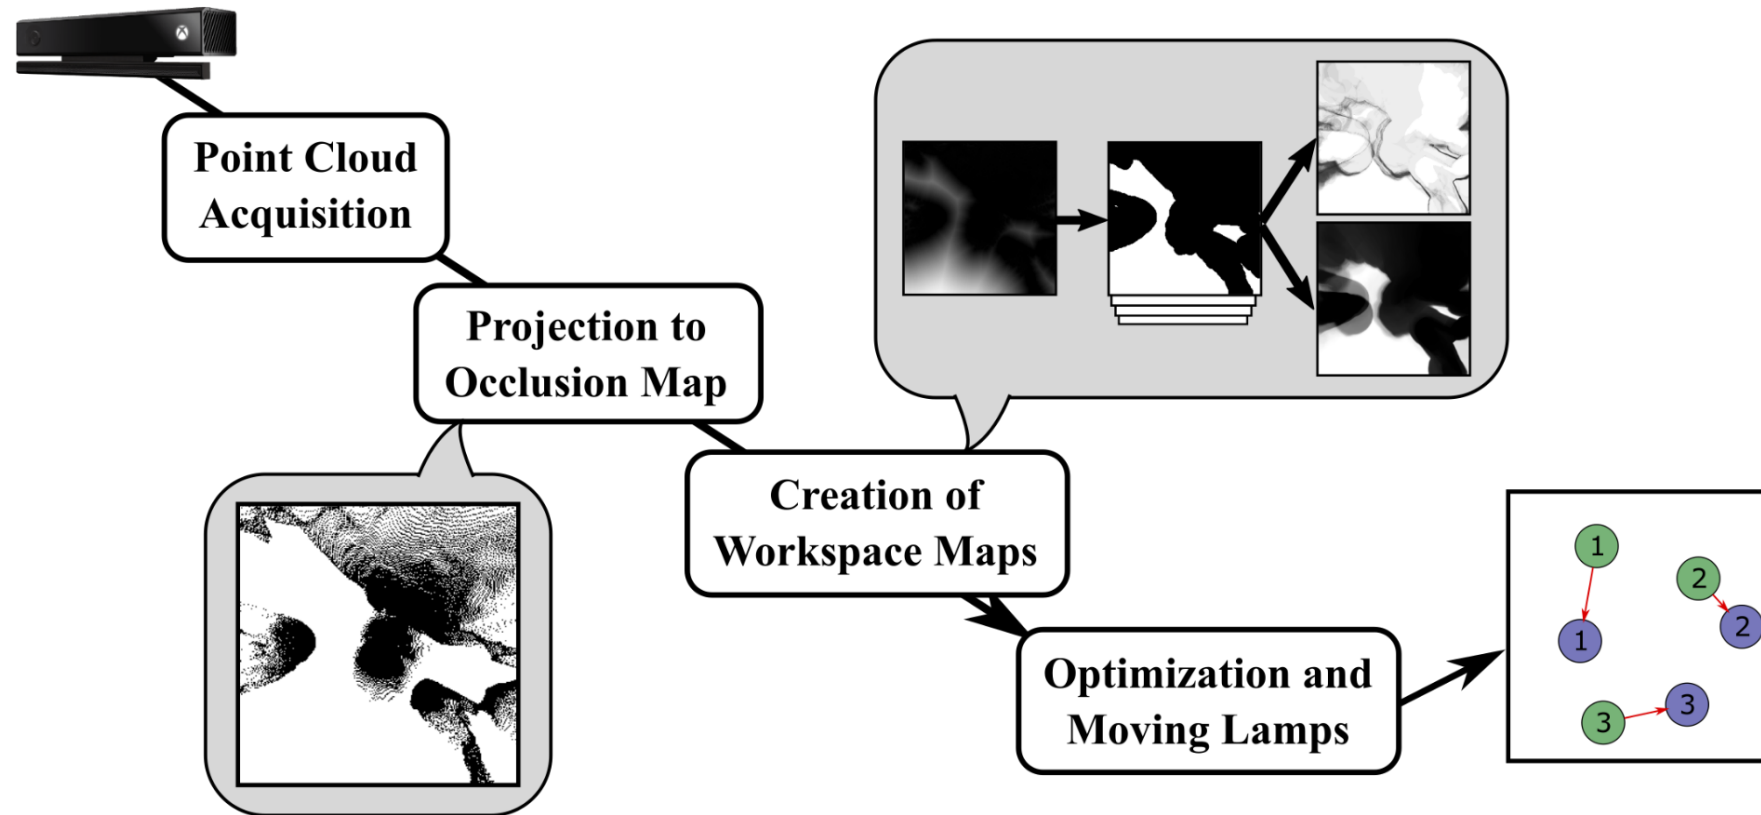 Point Cloud
Acquisition
Projection to
Occlusion Map
Creation of
Workspace Maps
Optimization and
Moving Lamps
1
2
1
2
3
3